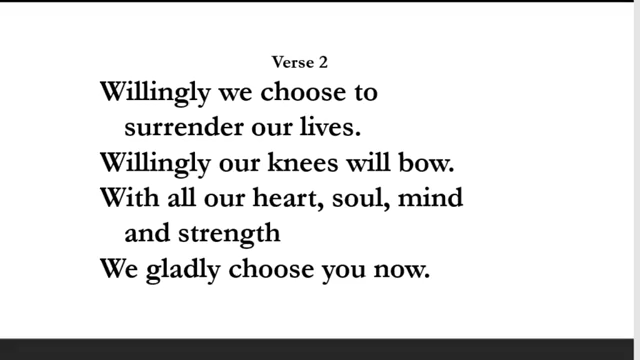 Verse 2
Willingly we choose to
surrender our lives.
Willingly our knees will bow.
With all our heart, soul, mind
and strength
We gladly choose you now.